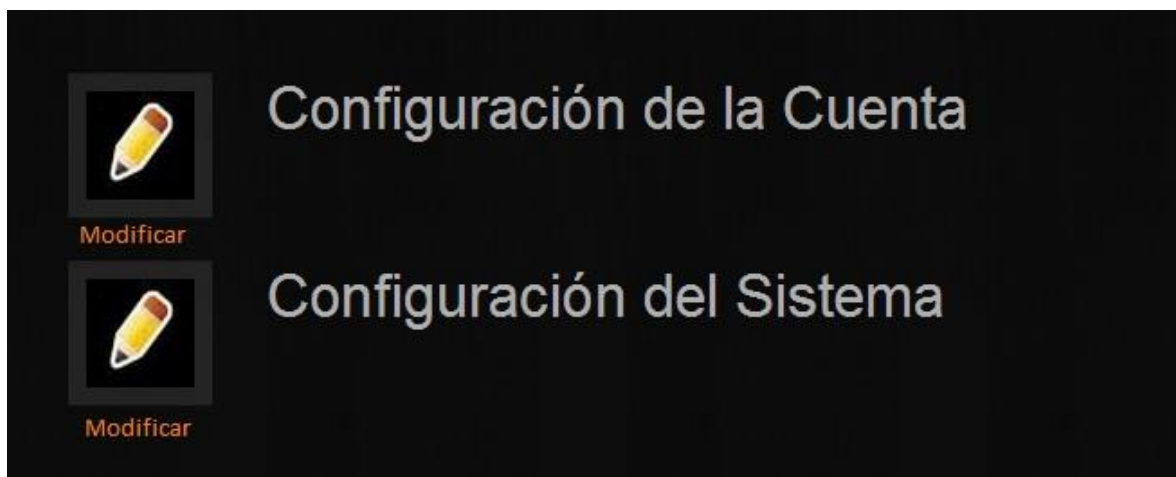 Configuración de la Cuenta
Modificar
Configuración del Sistema
Modificar